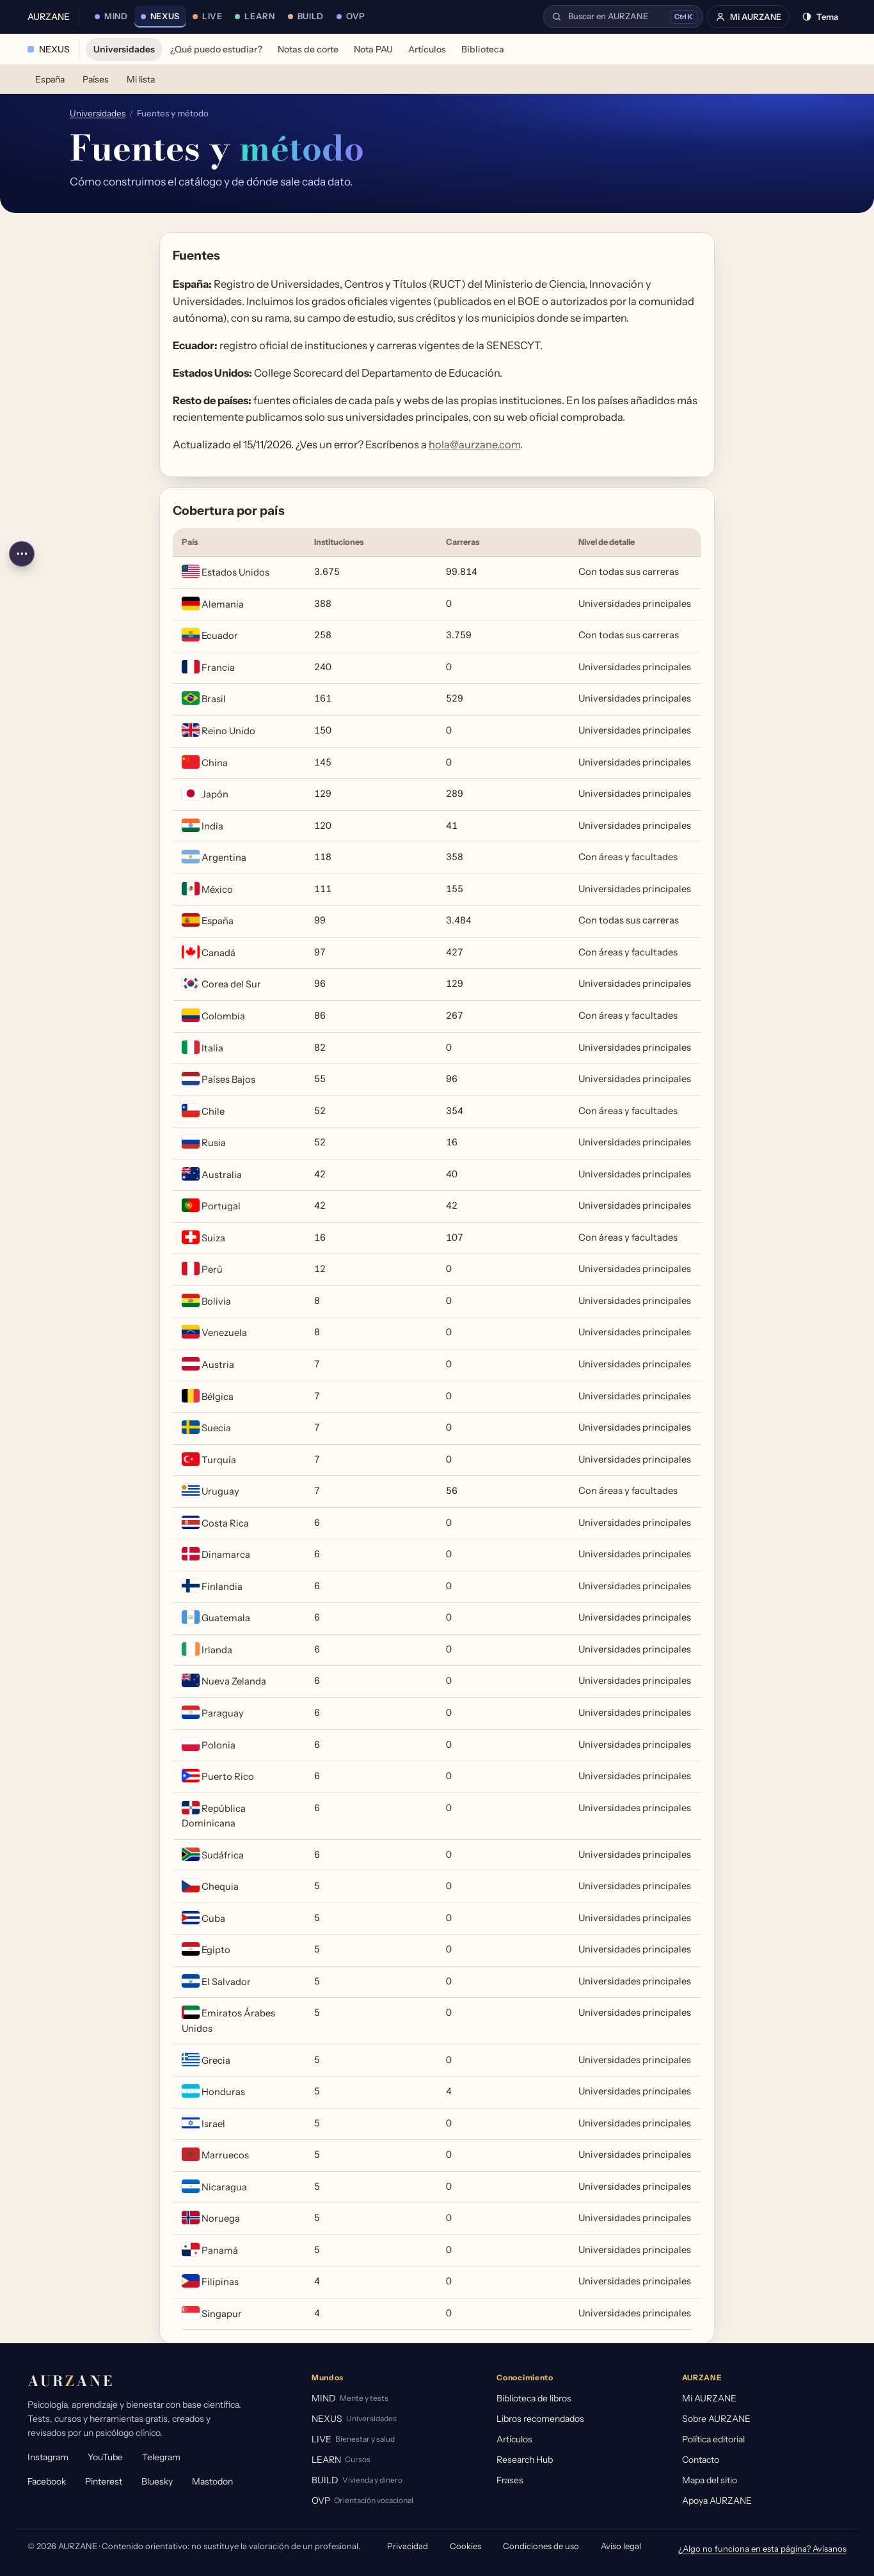 AURZANE MIND NEXUS LIVE LEARN BUILD OVP Buscar en AURZANE Ctrl K Mi AURZANE Tema
NEXUS Universidades ¿Qué puedo estudiar? Notas de corte Nota PAU Artículos Biblioteca
España Países Mi lista
Universidades / Fuentes y método
Fuentes y método
Cómo construimos el catálogo y de dónde sale cada dato.
Fuentes
España: Registro de Universidades, Centros y Títulos (RUCT) del Ministerio de Ciencia, Innovación y
Universidades. Incluimos los grados oficiales vigentes (publicados en el BOE o autorizados por la comunidad
autónoma), con su rama, su campo de estudio, sus créditos y los municipios donde se imparten.
Ecuador: registro oficial de instituciones y carreras vigentes de la SENESCYT.
Estados Unidos: College Scorecard del Departamento de Educación.
Resto de países: fuentes oficiales de cada país y webs de las propias instituciones. En los países añadidos más
recientemente publicamos solo sus universidades principales, con su web oficial comprobada.
Actualizado el 15/11/2026. ¿Ves un error? Escríbenos a hola@aurzane.com.
Cobertura por país
País Instituciones Carreras Nivel de detalle
Estados Unidos 3.675 99.814 Con todas sus carreras
Alemania 388 0 Universidades principales
Ecuador 258 3.759 Con todas sus carreras
Francia 240 0 Universidades principales
Brasil 161 529 Universidades principales
Reino Unido 150 0 Universidades principales
China 145 0 Universidades principales
Japón 129 289 Universidades principales
India 120 41 Universidades principales
Argentina 118 358 Con áreas y facultades
México 111 155 Universidades principales
España 99 3.484 Con todas sus carreras
Canadá 97 427 Con áreas y facultades
Corea del Sur 96 129 Universidades principales
Colombia 86 267 Con áreas y facultades
Italia 82 0 Universidades principales
Países Bajos 55 96 Universidades principales
Chile 52 354 Con áreas y facultades
Rusia 52 16 Universidades principales
Australia 42 40 Universidades principales
Portugal 42 42 Universidades principales
Suiza 16 107 Con áreas y facultades
Perú 12 0 Universidades principales
Bolivia 8 0 Universidades principales
Venezuela 8 0 Universidades principales
Austria 7 0 Universidades principales
Bélgica 7 0 Universidades principales
Suecia 7 0 Universidades principales
Turquía 7 0 Universidades principales
Uruguay 7 56 Con áreas y facultades
Costa Rica 6 0 Universidades principales
Dinamarca 6 0 Universidades principales
Finlandia 6 0 Universidades principales
Guatemala 6 0 Universidades principales
Irlanda 6 0 Universidades principales
Nueva Zelanda 6 0 Universidades principales
Paraguay 6 0 Universidades principales
Polonia 6 0 Universidades principales
Puerto Rico 6 0 Universidades principales
República 6 0 Universidades principales
Dominicana
Sudáfrica 6 0 Universidades principales
Chequia 5 0 Universidades principales
Cuba 5 0 Universidades principales
Egipto 5 0 Universidades principales
El Salvador 5 0 Universidades principales
Emiratos Árabes 5 0 Universidades principales
Unidos
Grecia 5 0 Universidades principales
Honduras 5 4 Universidades principales
Israel 5 0 Universidades principales
Marruecos 5 0 Universidades principales
Nicaragua 5 0 Universidades principales
Noruega 5 0 Universidades principales
Panamá 5 0 Universidades principales
Filipinas 4 0 Universidades principales
Singapur 4 0 Universidades principales
AURZANE
Psicología, aprendizaje y bienestar con base científica.
Tests, cursos y herramientas gratis, creados y
revisados por un psicólogo clínico.
Instagram YouTube Telegram
Facebook Pinterest Bluesky Mastodon
Mundos
MIND Mente y tests
NEXUS Universidades
LIVE Bienestar y salud
LEARN Cursos
BUILD Vivienda y dinero
OVP Orientación vocacional
Conocimiento
Biblioteca de libros
Libros recomendados
Artículos
Research Hub
Frases
AURZANE
Mi AURZANE
Sobre AURZANE
Política editorial
Contacto
Mapa del sitio
Apoya AURZANE
© 2026 AURZANE · Contenido orientativo: no sustituye la valoración de un profesional. Privacidad Cookies Condiciones de uso Aviso legal ¿Algo no funciona en esta página? Avísanos